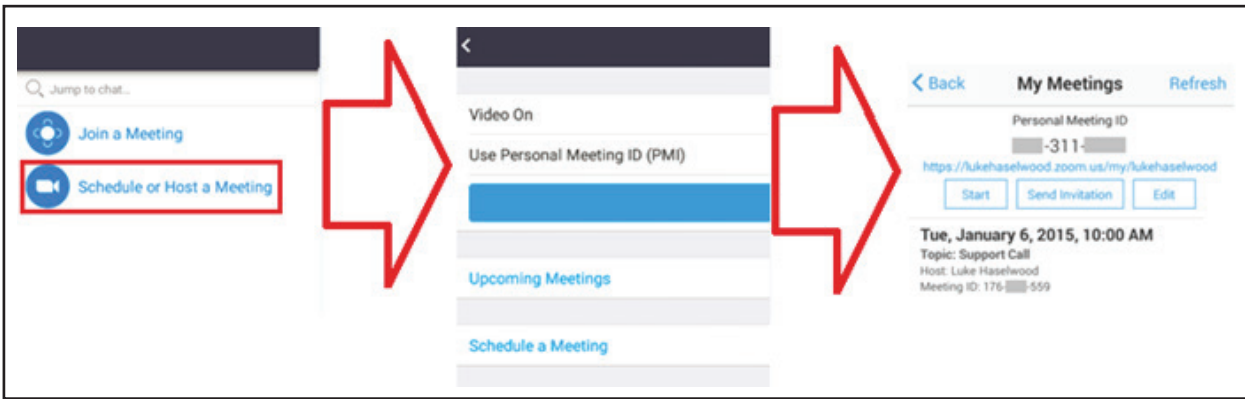 Jump to chat...
Join a Meeting
Schedule or Host a Meeting
Video On
Use Personal Meeting ID (PMI)
Upcoming Meetings
Schedule a Meeting
Back My Meetings Refresh
Personal Meeting ID
-311-
https://lukehaselwood.zoom.us/my/lukehaselwood
Start Send Invitation Edit
Tue, January 6, 2015, 10:00 AM
Topic: Support Call
Host: Luke Haselwood
Meeting ID: 176- -559